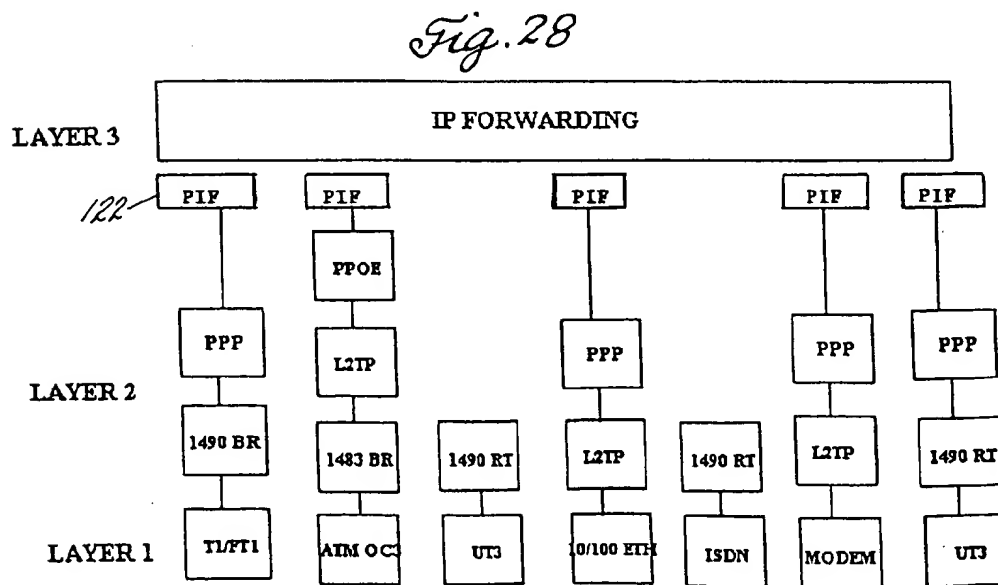 Fig. 28
IP FORWARDING
LAYER 3
122
PIF
PIF
PIF
PIF
PIF
PPOE
PPP
L2TP
PPP
PPP
PPP
LAYER 2
1490 BR
1483 BR
1490 RT
L2TP
1490 RT
L2TP
1490 RT
LAYER 1
T1/FT1
ATM OC3
UT3
10/100 ETH
ISDN
MODEM
UT3